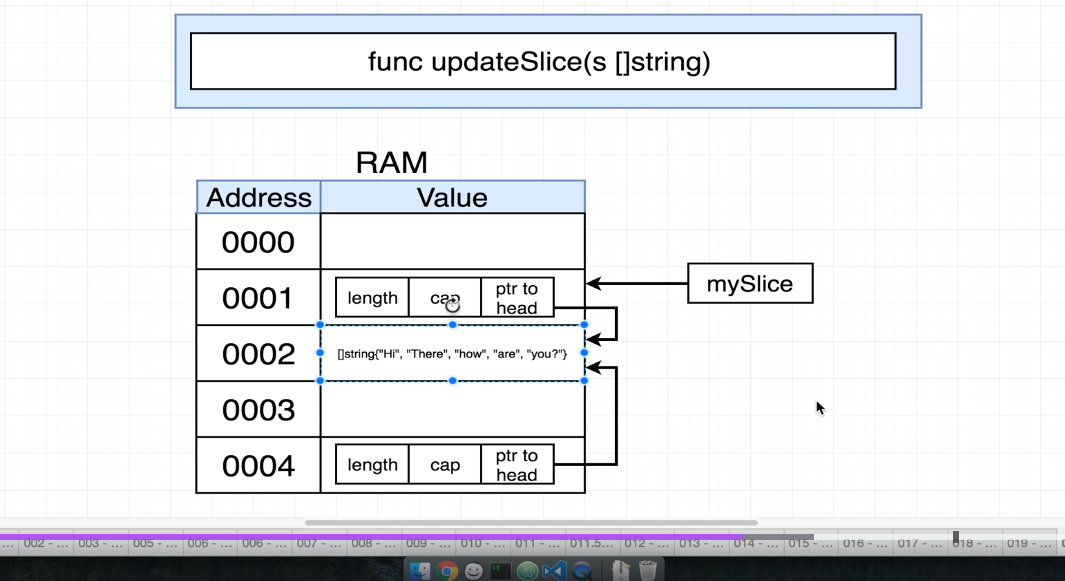 func updateSlice(s []string)
RAM
Address Value
0000
0001 length cap ptr to head
mySlice
0002 []string{"Hi", "There", "how", "are", "you?"}
0003
0004 length cap ptr to head
... 002 - ... 003 - ... 005 - ... 006 - ... 006 - ... 007 - ... 008 - ... 009 - ... 010 - ... 011 - ... 011.5... 013 - ... 014 - ... 015 - ... 016 - ... 017 - ... 018 - ... 019 - ...